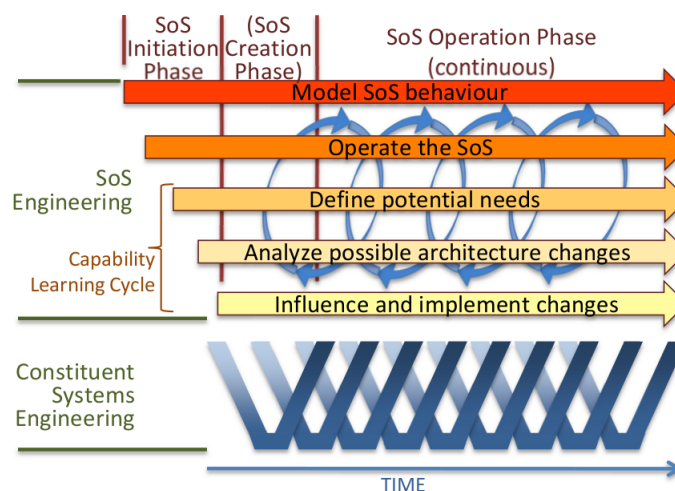 SoS
Initiation
Phase
(SoS
Creation
Phase)
SoS Operation Phase
(continuous)
Model SoS behaviour
Operate the SoS
SoS
Engineering
Define potential needs
Analyze possible architecture changes
Capability
Learning Cycle
Influence and implement changes
Constituent
Systems
Engineering
TIME